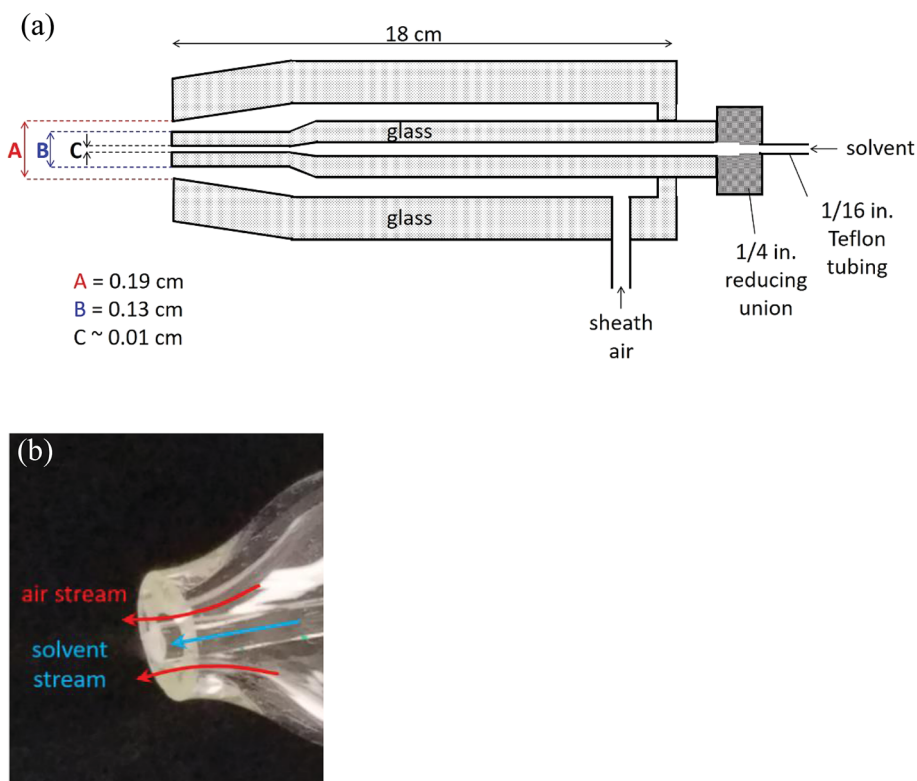 (a)
18 cm
glass
A
B
C
solvent
glass
1/16 in.
Teflon
tubing
1/4 in.
reducing
union
sheath
air
A = 0.19 cm
B = 0.13 cm
C ~ 0.01 cm
(b)
air stream
solvent
stream